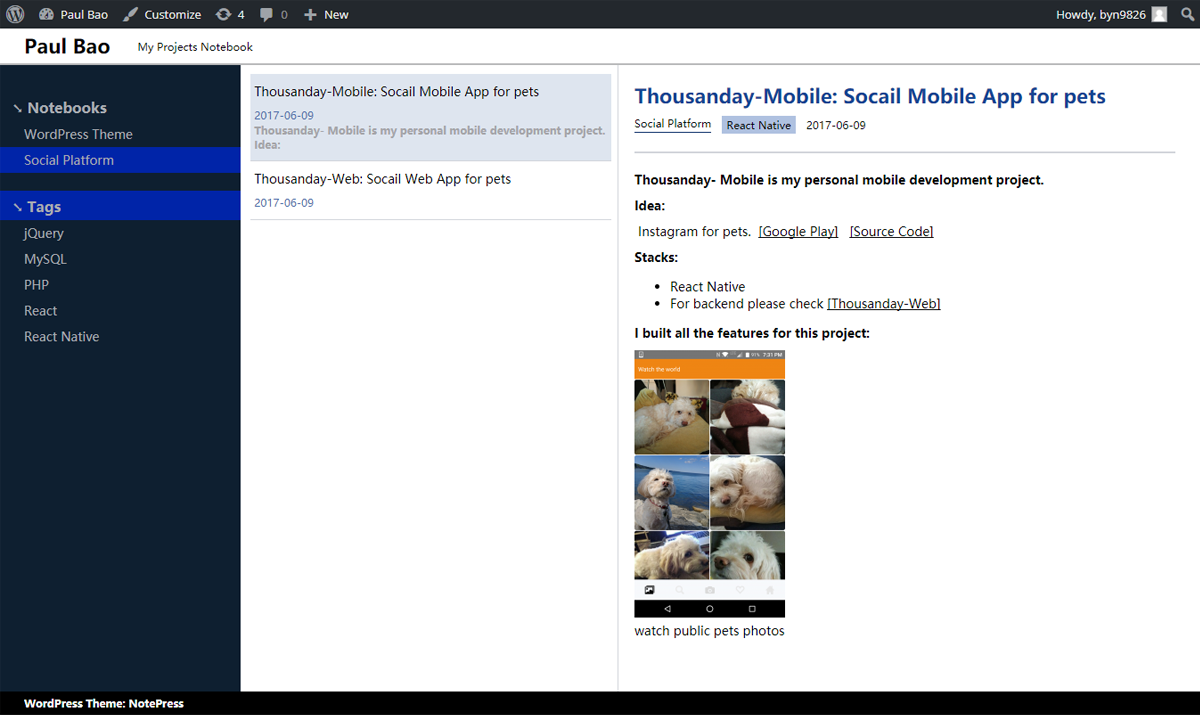 Paul Bao Customize 4 0 New Howdy, byn9826
Paul Bao My Projects Notebook
Notebooks
WordPress Theme
Social Platform
Tags
jQuery
MySQL
PHP
React
React Native
Thousanday-Mobile: Socail Mobile App for pets
2017-06-09
Thousanday- Mobile is my personal mobile development project.
Idea:
Thousanday-Web: Socail Web App for pets
2017-06-09
Thousanday-Mobile: Socail Mobile App for pets
Social Platform React Native 2017-06-09
Thousanday- Mobile is my personal mobile development project.
Idea:
Instagram for pets. [Google Play] [Source Code]
Stacks:
• React Native
• For backend please check [Thousanday-Web]
I built all the features for this project:
91% 7:31 PM
Watch the world
watch public pets photos
WordPress Theme: NotePress